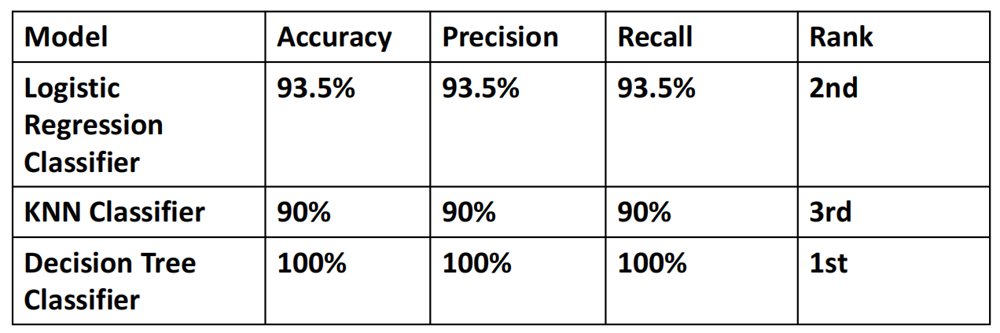 Model Accuracy Precision Recall Rank
Logistic 93.5% 93.5% 93.5% 2nd
Regression
Classifier
KNN Classifier 90% 90% 90% 3rd
Decision Tree 100% 100% 100% 1st
Classifier